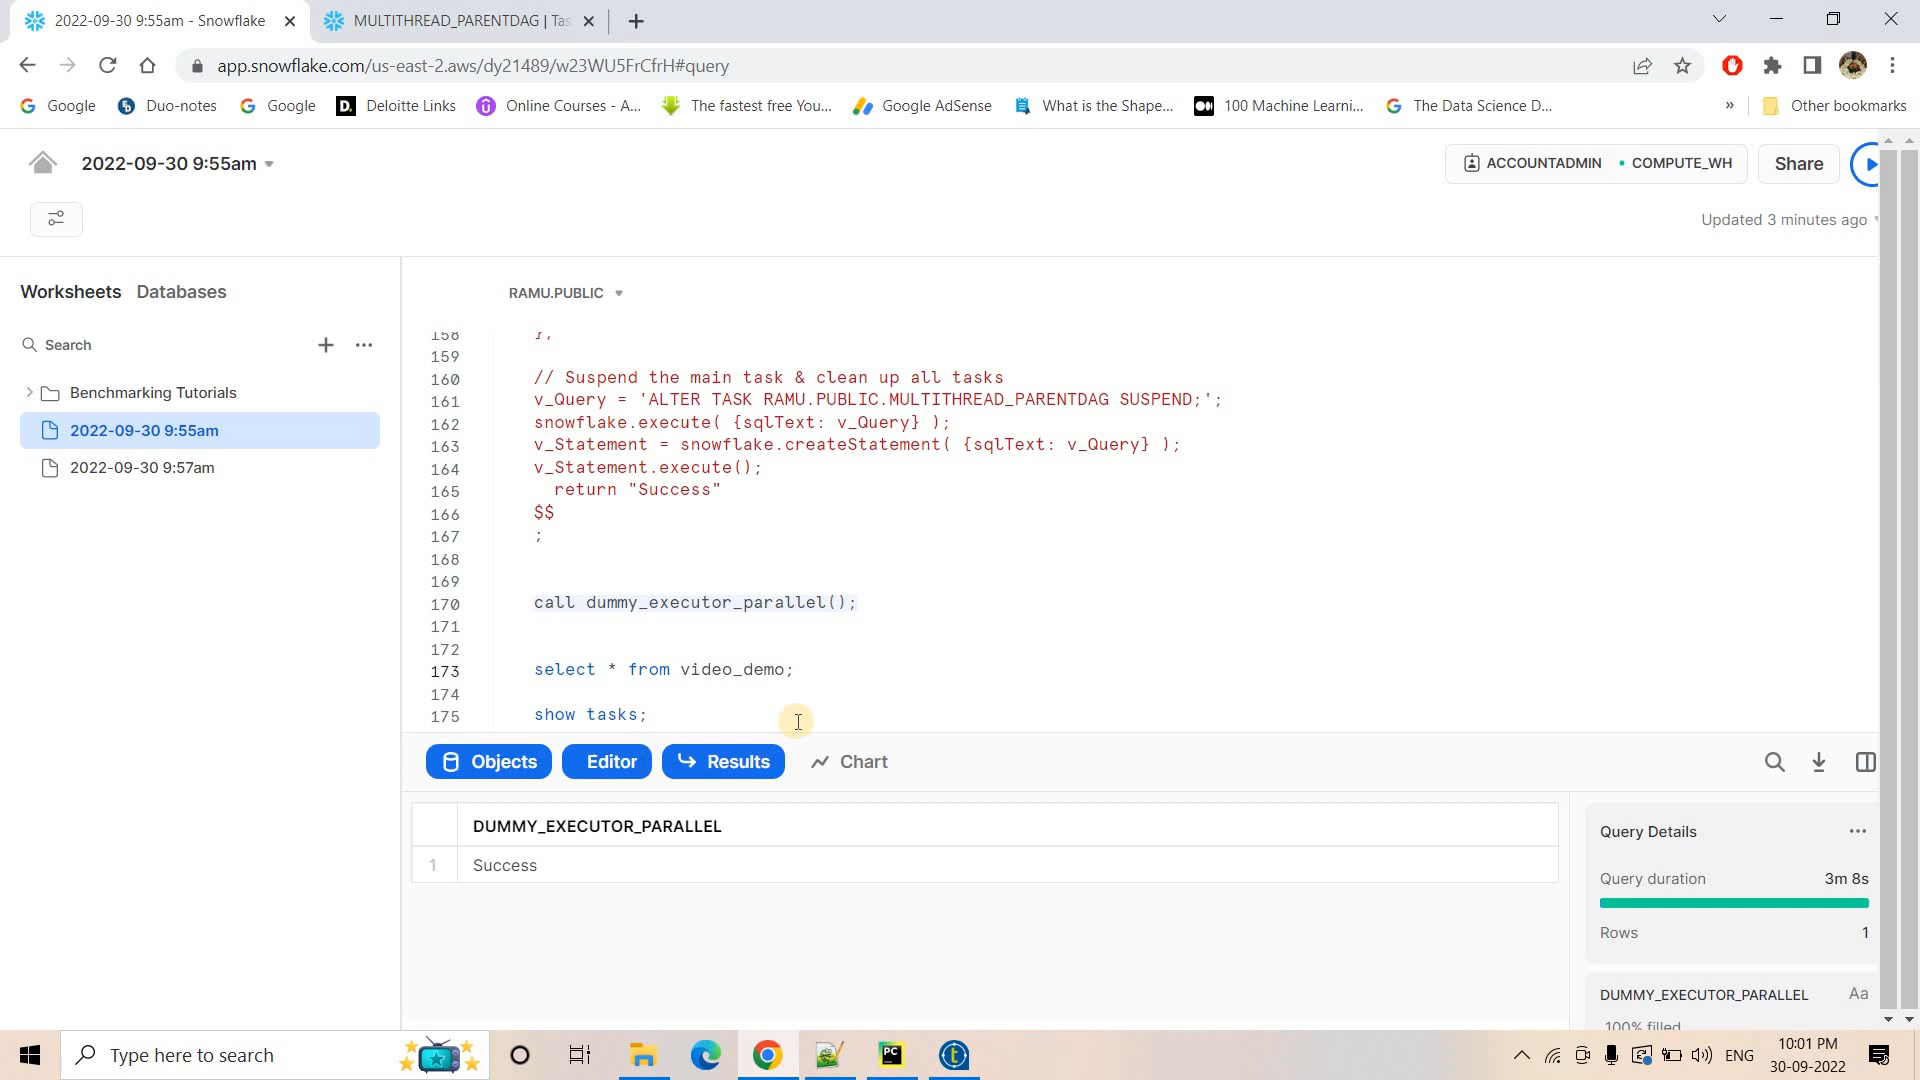 2022-09-30 9:55am - Snowflake
MULTITHREAD_PARENTDAG | Tas
app.snowflake.com/us-east-2.aws/dy21489/w23WU5FrCfrH#query
Google
Duo-notes
Google
Deloitte Links
Online Courses - A...
The fastest free You...
Google AdSense
What is the Shape...
100 Machine Learni...
The Data Science D...
»
Other bookmarks
2022-09-30 9:55am
ACCOUNTADMIN
COMPUTE_WH
Share
Updated 3 minutes ago
Worksheets
Databases
RAMU.PUBLIC
Search
Benchmarking Tutorials
2022-09-30 9:55am
2022-09-30 9:57am
158 };
159
160 // Suspend the main task & clean up all tasks
161 v_Query = 'ALTER TASK RAMU.PUBLIC.MULTITHREAD_PARENTDAG SUSPEND;';
162 snowflake.execute( {sqlText: v_Query} );
163 v_Statement = snowflake.createStatement( {sqlText: v_Query} );
164 v_Statement.execute();
165 return "Success"
166 $$
167 ;
168
169
170 call dummy_executor_parallel();
171
172
173 select * from video_demo;
174
175 show tasks;
Objects
Editor
Results
Chart
DUMMY_EXECUTOR_PARALLEL
1 Success
Query Details
Query duration 3m 8s
Rows 1
DUMMY_EXECUTOR_PARALLEL Aa
100% filled
Type here to search
PC
ENG
10:01 PM
30-09-2022